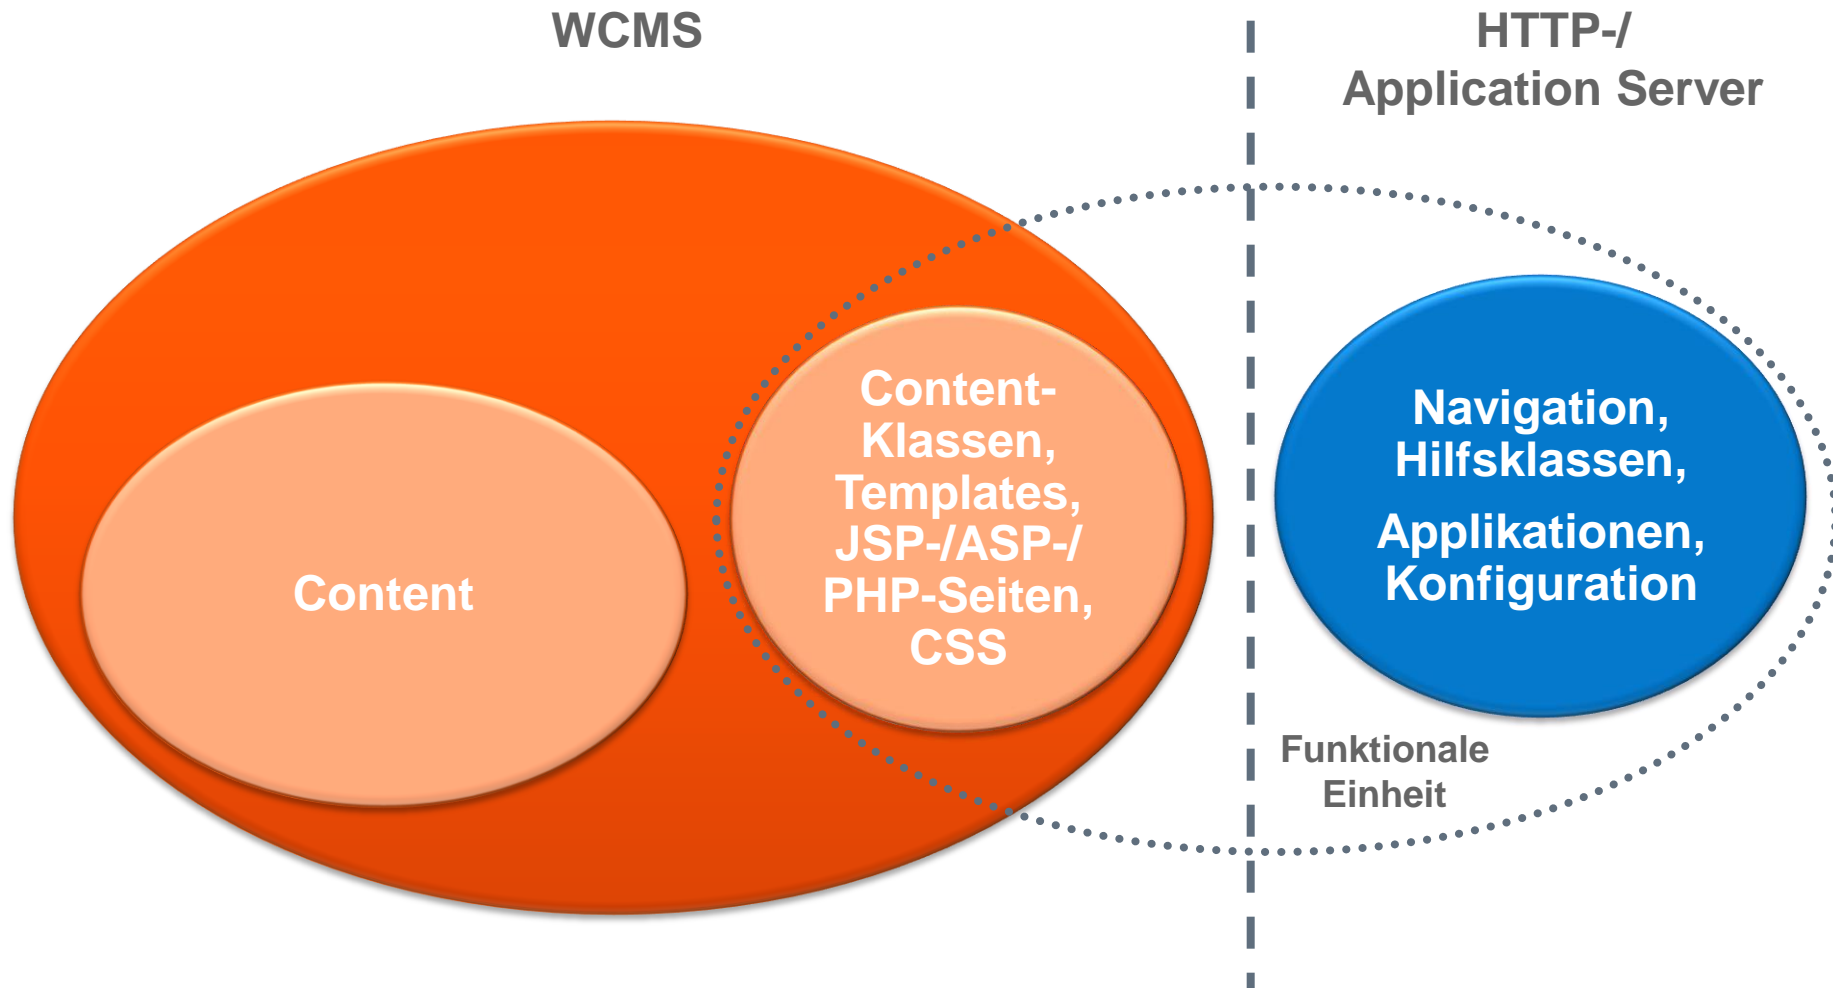 WCMS
HTTP-/
Application Server
Content
Content-
Klassen,
Templates,
JSP-/ASP-/
PHP-Seiten,
CSS
Navigation,
Hilfsklassen,
Applikationen,
Konfiguration
Funktionale
Einheit